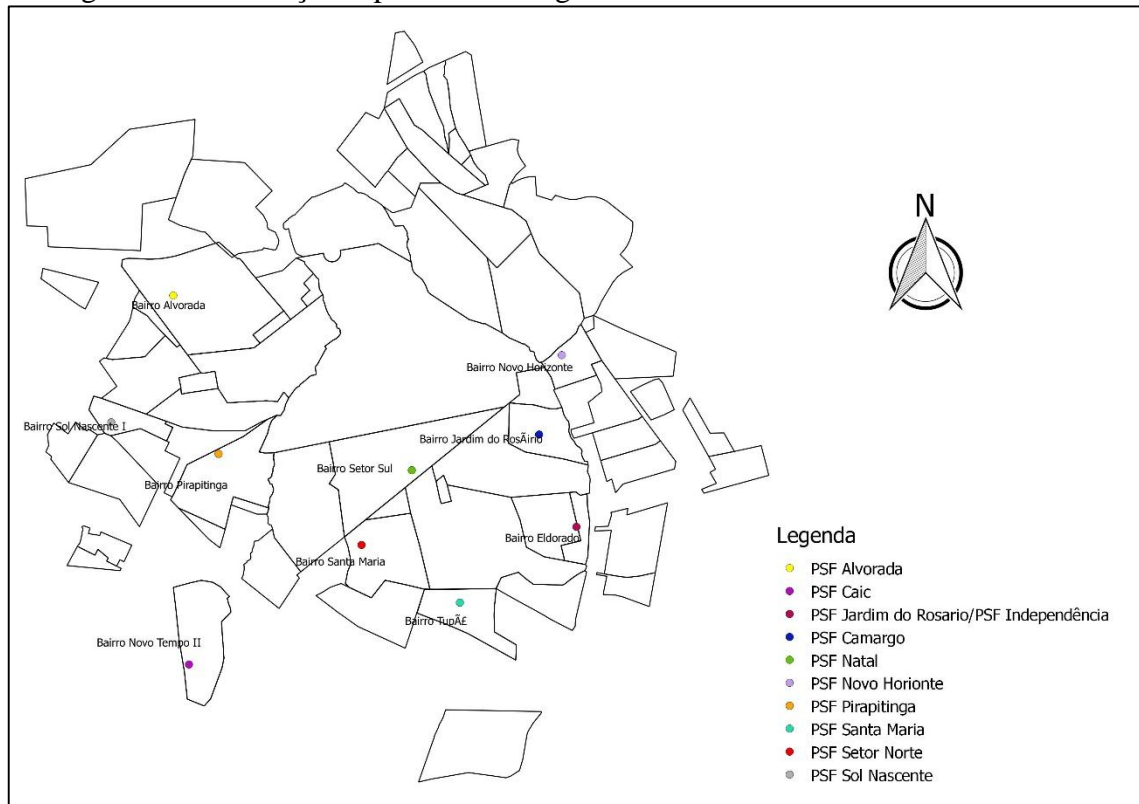 N
Bairro Alvorada
Bairro Novo Horizonte
Bairro Sol Nascente I
Bairro Jardim do RosÃirio
Bairro Setor Sul
Bairro Pirapitinga
Bairro Eldorado
Bairro Santa Maria
Bairro TupÃ£
Bairro Novo Tempo II
Legenda
PSF Alvorada
PSF Caic
PSF Jardim do Rosario/PSF Independência
PSF Camargo
PSF Natal
PSF Novo Horionte
PSF Pirapitinga
PSF Santa Maria
PSF Setor Norte
PSF Sol Nascente